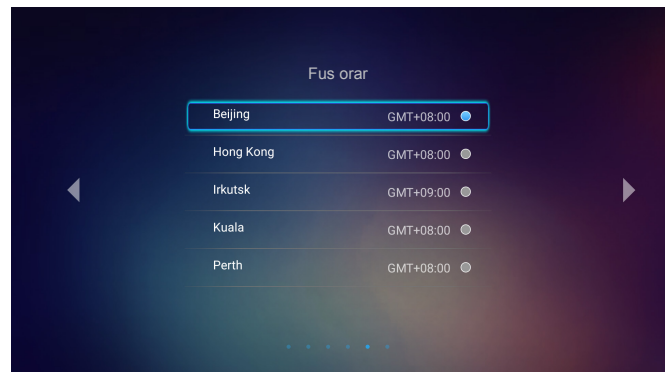 Fus orar
Beijing GMT+08:00
Hong Kong GMT+08:00
Irkutsk GMT+09:00
Kuala GMT+08:00
Perth GMT+08:00